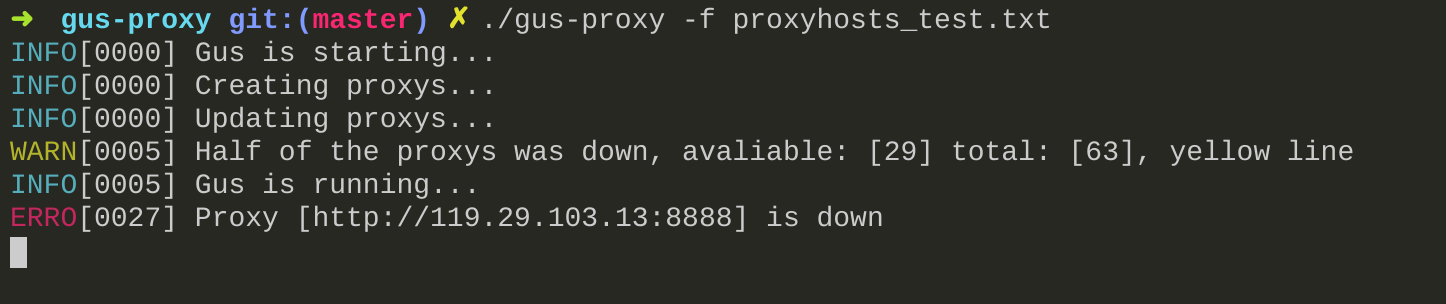 ➜  gus-proxy git:(master) ✗ ./gus-proxy -f proxyhosts_test.txt
INFO[0000] Gus is starting...
INFO[0000] Creating proxys...
INFO[0000] Updating proxys...
WARN[0005] Half of the proxys was down, avaliable: [29] total: [63], yellow line
INFO[0005] Gus is running...
ERRO[0027] Proxy [http://119.29.103.13:8888] is down